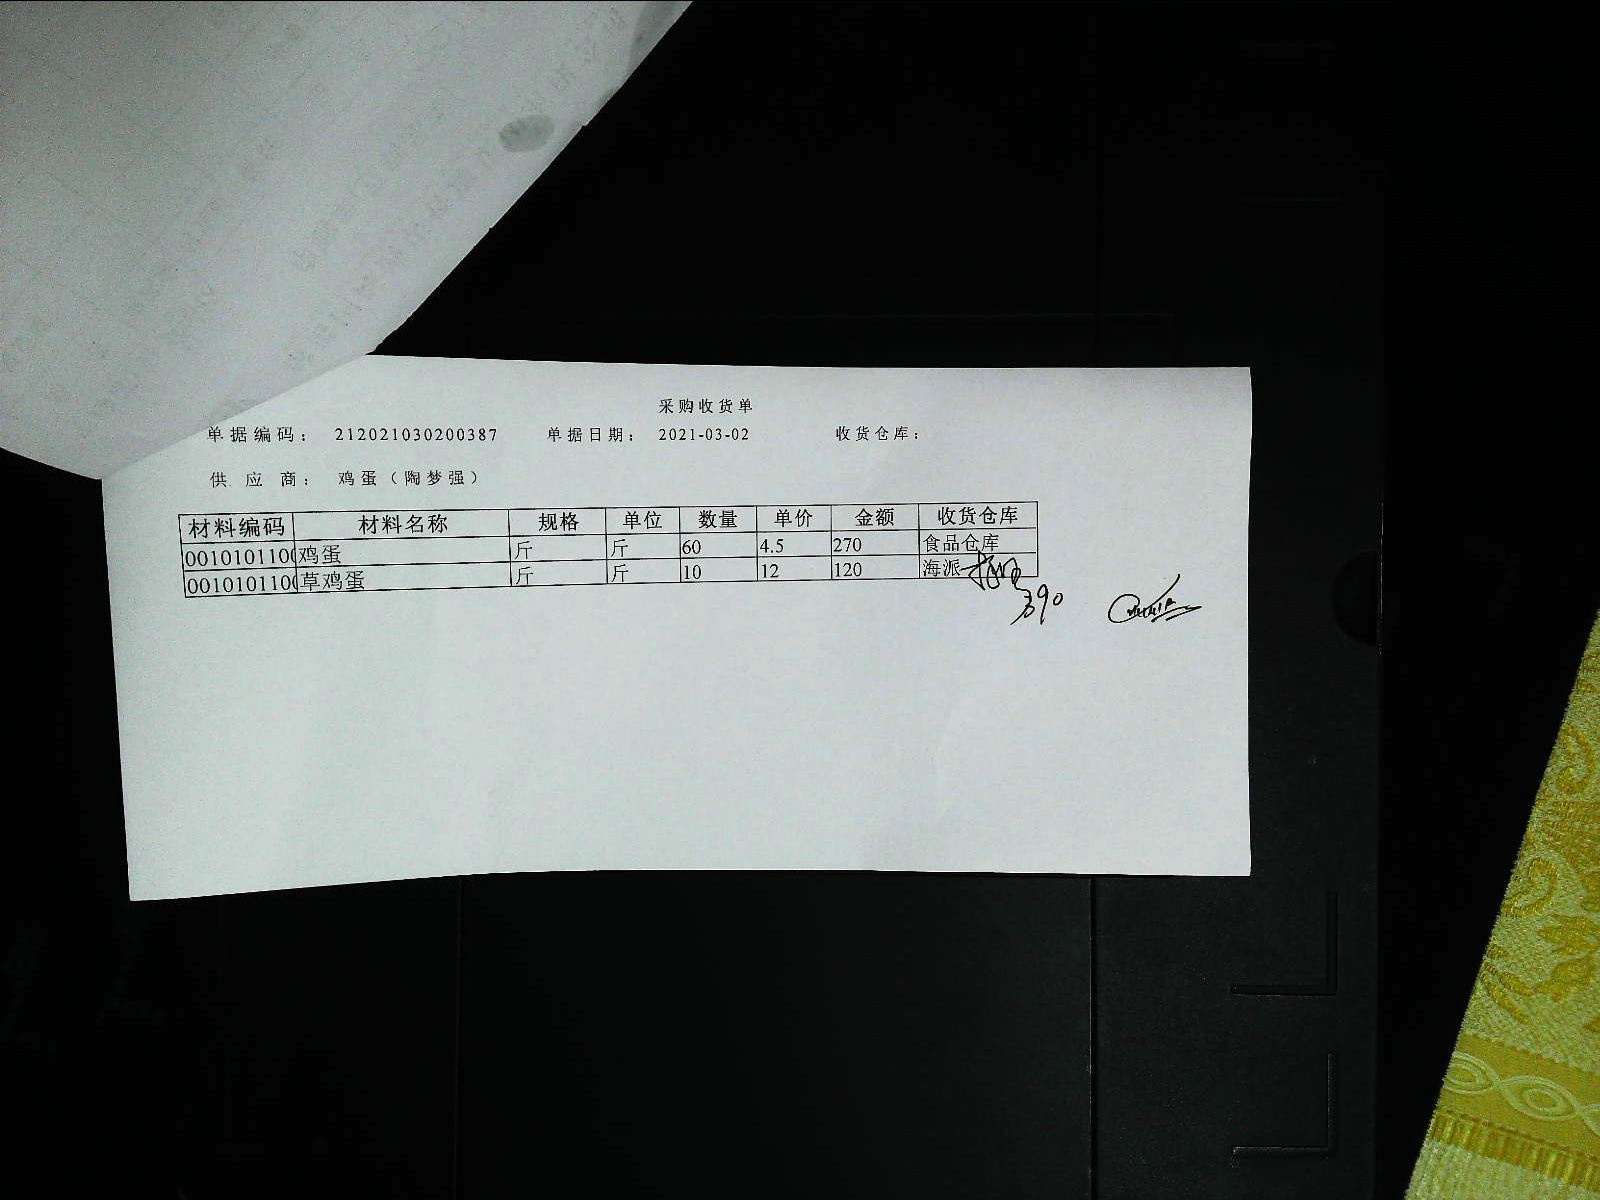 采购收货单
单据编码： 212021030200387 单据日期： 2021-03-02 收货仓库：
供 应 商： 鸡蛋（陶梦强）
材料编码 材料名称 规格 单位 数量 单价 金额 收货仓库
0010101100 鸡蛋 斤 斤 60 4.5 270 食品仓库
0010101100 草鸡蛋 斤 斤 10 12 120 海派
390